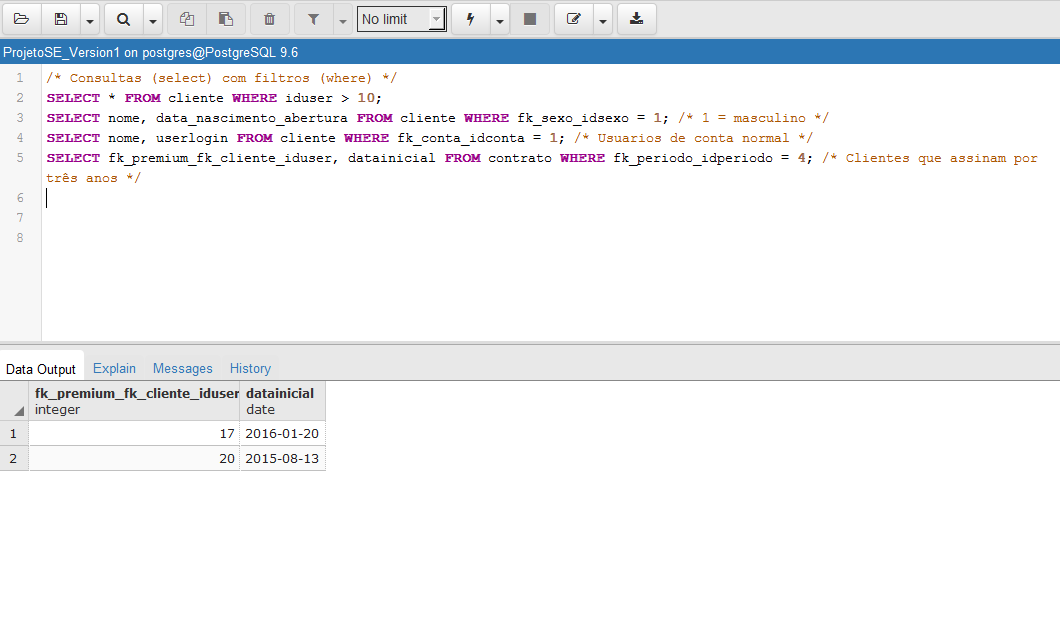 No limit
ProjetoSE_Version1 on postgres@PostgreSQL 9.6
1 /* Consultas (select) com filtros (where) */
2 SELECT * FROM cliente WHERE iduser > 10;
3 SELECT nome, data_nascimento_abertura FROM cliente WHERE fk_sexo_idsexo = 1; /* 1 = masculino */
4 SELECT nome, userlogin FROM cliente WHERE fk_conta_idconta = 1; /* Usuarios de conta normal */
5 SELECT fk_premium_fk_cliente_iduser, datainicial FROM contrato WHERE fk_periodo_idperiodo = 4; /* Clientes que assinam por
três anos */
6
7
8
Data Output Explain Messages History
fk_premium_fk_cliente_iduser datainicial
integer date
1 17 2016-01-20
2 20 2015-08-13